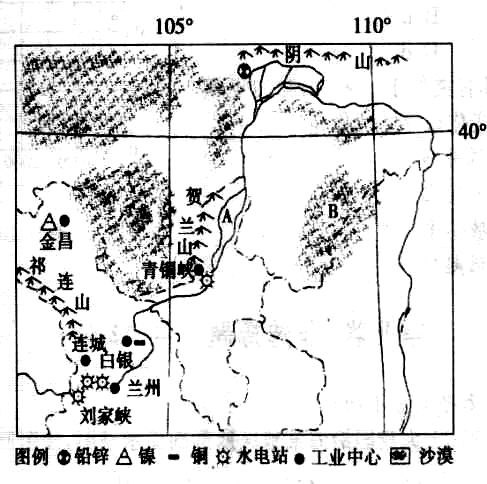 105° 110°
阴 山
40°
贺
兰
山
A
B
金昌
祁
连
山
青铜峡
连城
白银
兰州
刘家峡
图例 铅锌 镍 铜 水电站 工业中心 沙漠